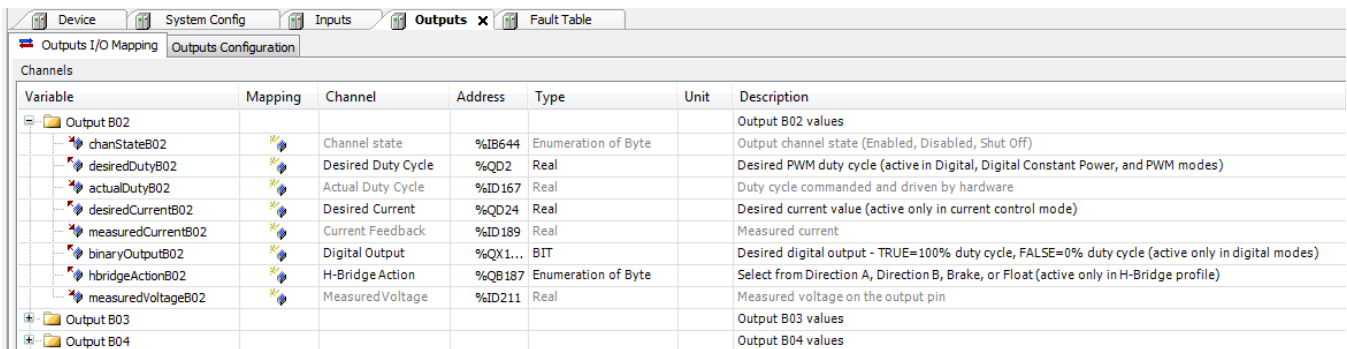 Device System Config Inputs Outputs X Fault Table
Outputs I/O Mapping Outputs Configuration
Channels
Variable Mapping Channel Address Type Unit Description
Output B02 Output B02 values
chanStateB02 Channel state %IB644 Enumeration of Byte Output channel state (Enabled, Disabled, Shut Off)
desiredDutyB02 Desired Duty Cycle %QD2 Real Desired PWM duty cycle (active in Digital, Digital Constant Power, and PWM modes)
actualDutyB02 Actual Duty Cycle %ID167 Real Duty cycle commanded and driven by hardware
desiredCurrentB02 Desired Current %QD24 Real Desired current value (active only in current control mode)
measuredCurrentB02 Current Feedback %ID189 Real Measured current
binaryOutputB02 Digital Output %QX1... BIT Desired digital output - TRUE=100% duty cycle, FALSE=0% duty cycle (active only in digital modes)
hbridgeActionB02 H-Bridge Action %QB187 Enumeration of Byte Select from Direction A, Direction B, Brake, or Float (active only in H-Bridge profile)
measuredVoltageB02 Measured Voltage %ID211 Real Measured voltage on the output pin
Output B03 Output B03 values
Output B04 Output B04 values